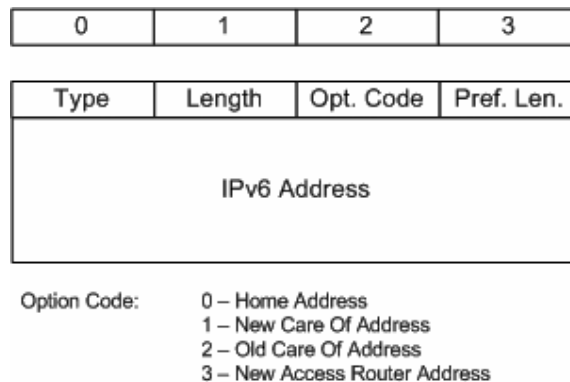 0 1 2 3
Type Length Opt. Code Pref. Len.
IPv6 Address
Option Code: 0 – Home Address
1 – New Care Of Address
2 – Old Care Of Address
3 – New Access Router Address